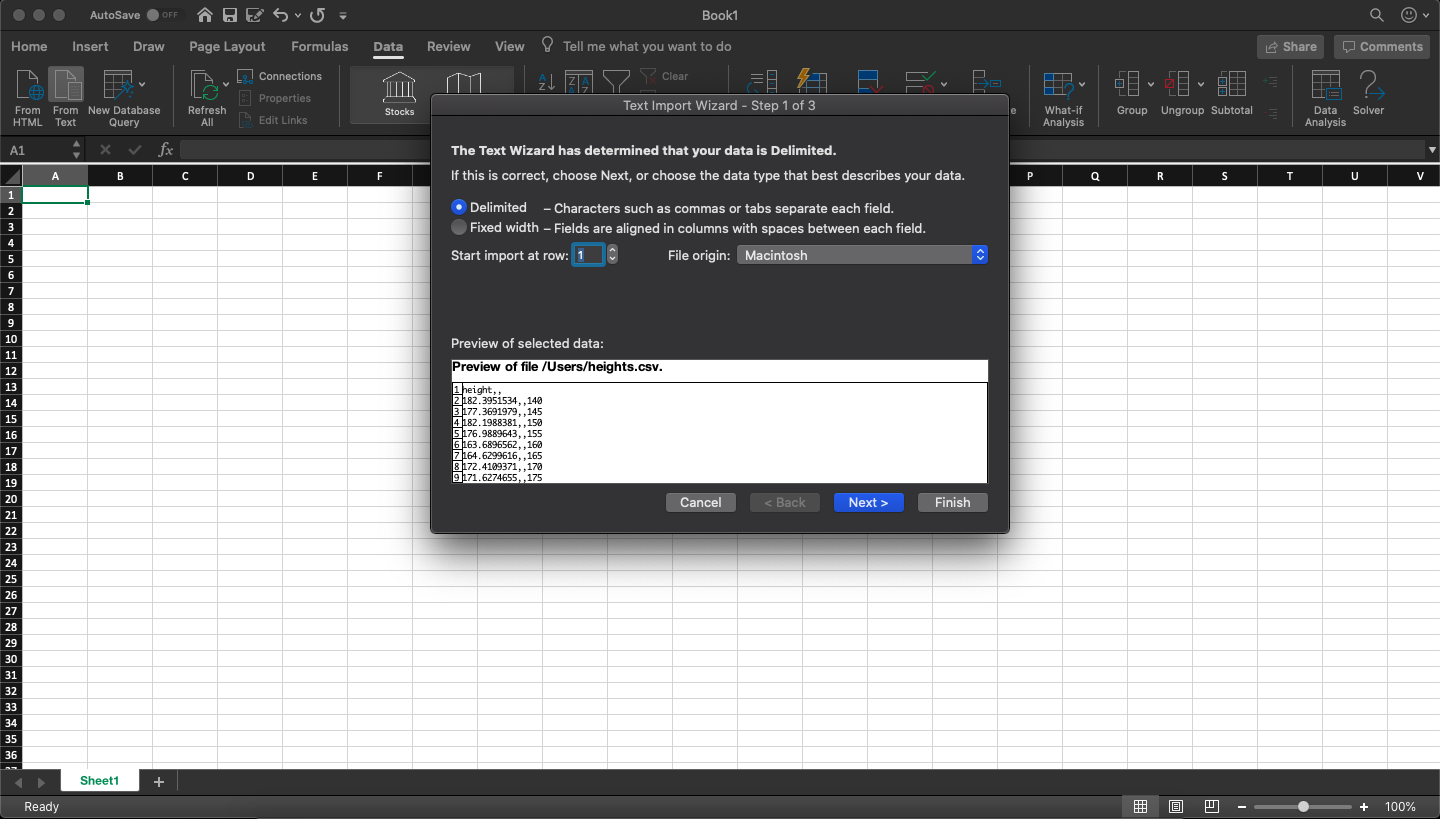 AutoSave OFF Book1
Home Insert Draw Page Layout Formulas Data Review View Tell me what you want to do Share Comments
From HTML
From Text
New Database Query
Refresh All
Connections
Properties
Edit Links
Stocks
Clear
What-if Analysis
Group
Ungroup
Subtotal
Data Analysis
Solver
A1 fx
A B C D E F P Q R S T U V
1
2
3
4
5
6
7
8
9
10
11
12
13
14
15
16
17
18
19
20
21
22
23
24
25
26
27
28
29
30
31
32
33
34
35
36
Text Import Wizard - Step 1 of 3
The Text Wizard has determined that your data is Delimited.
If this is correct, choose Next, or choose the data type that best describes your data.
Delimited – Characters such as commas or tabs separate each field.
Fixed width – Fields are aligned in columns with spaces between each field.
Start import at row: 1 File origin: Macintosh
Preview of selected data:
Preview of file /Users/heights.csv.
1 height,,
2 182.3951534,,140
3 177.3691979,,145
4 182.1988381,,150
5 176.9889643,,155
6 163.6896562,,160
7 164.6299616,,165
8 172.4109371,,170
9 171.6274655,,175
Cancel < Back Next > Finish
Sheet1 +
Ready 100%